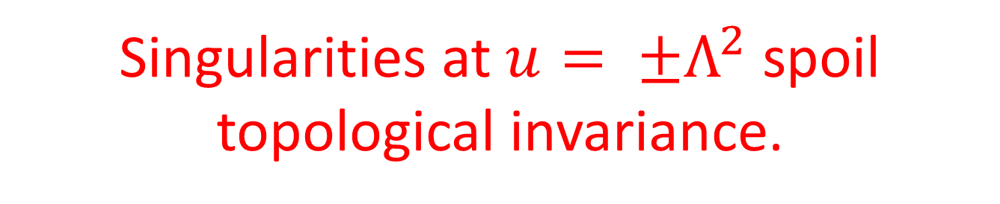 Singularities at 𝑢 = ±Λ² spoil
topological invariance.